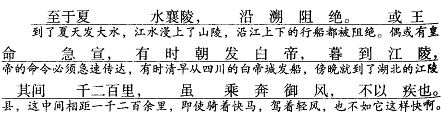 至于夏 水襄陵, 沿溯阻绝。 或王
到了夏天发大水，江水漫上了山陵，沿江上下的行船都被阻绝。偶或有皇
命 急宣, 有时朝发白帝, 暮到江陵,
帝的命令必须急速传达，有时清早从四川的白帝城发船，傍晚就到了湖北的江陵
其间 千二百里, 虽乘奔御风, 不以疾也。
县，这中间相距一千二百余里，即使骑着快马，驾着轻风，也不如它这样快啊。